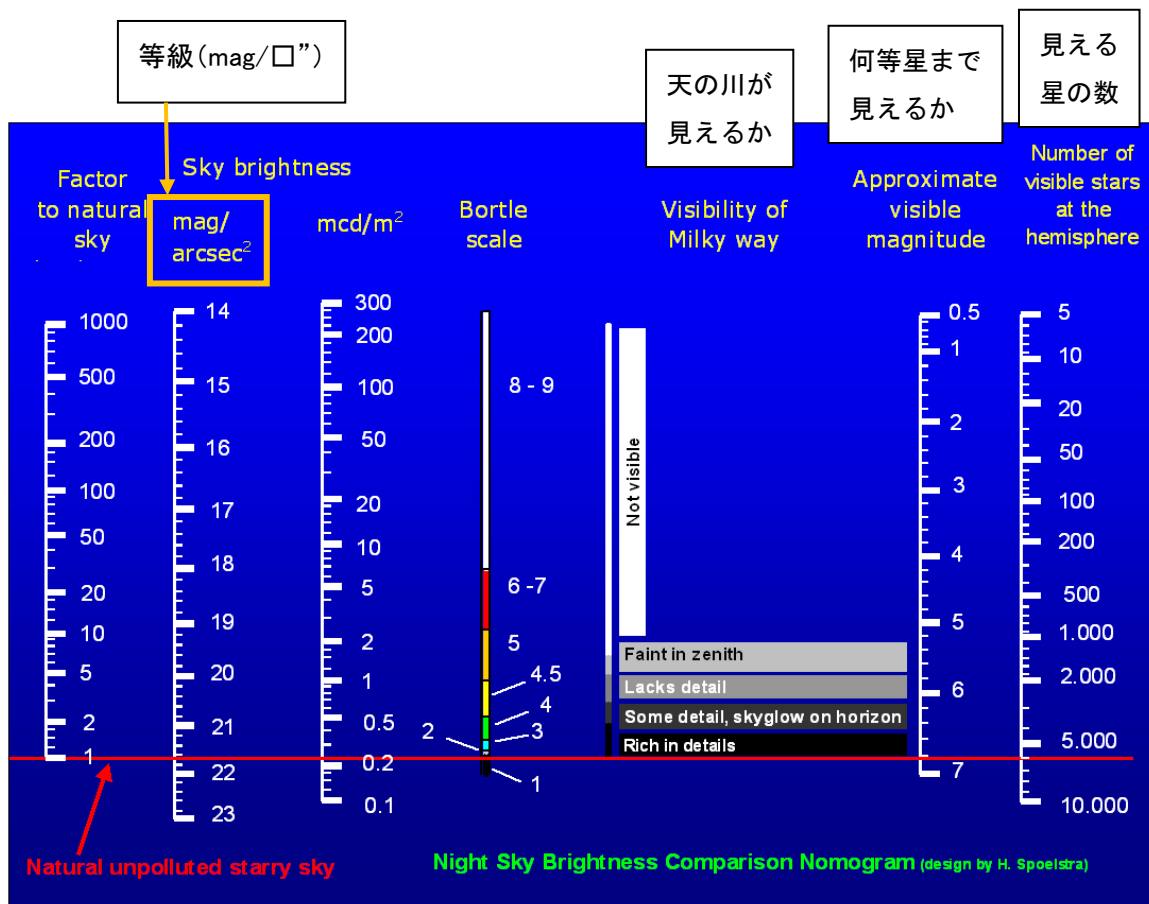 等級(mag/□”)
天の川が
見えるか
何等星まで
見えるか
見える
星の数
Factor
to natural
sky
Sky brightness
mag/
arcsec²
mcd/m²
Bortle
scale
Visibility of
Milky way
Approximate
visible
magnitude
Number of
visible stars
at the
hemisphere
1000
500
200
100
50
20
10
5
2
1
14
15
16
17
18
19
20
21
22
23
300
200
100
50
20
10
5
2
1
0.5
0.2
0.1
8 - 9
6 -7
5
4.5
4
3
2
1
Not visible
Faint in zenith
Lacks detail
Some detail, skyglow on horizon
Rich in details
0.5
1
2
3
4
5
6
7
5
10
20
50
100
200
500
1.000
2.000
5.000
10.000
Natural unpolluted starry sky
Night Sky Brightness Comparison Nomogram (design by H. Spoelstra)